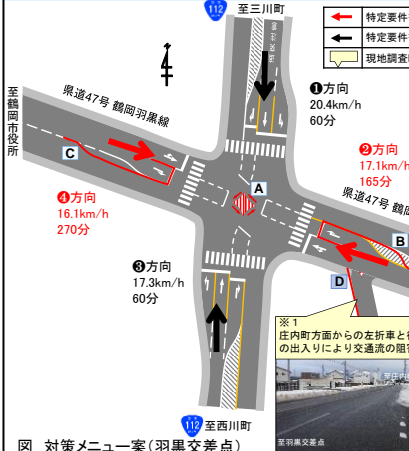 112 至三川町
特定要件
特定要件
現地調査
❶方向
20.4km/h
60分
県道47号 鶴岡羽黒線
至鶴岡市役所
❷方向
17.1km/h
165分
県道47号 鶴岡
C
A
B
D
❹方向
16.1km/h
270分
❸方向
17.3km/h
60分
※1
庄内町方面からの左折車と
の出入りにより交通流の阻
至庄内
至羽黒交差点
112 至西川町
図 対策メニュー案(羽黒交差点)